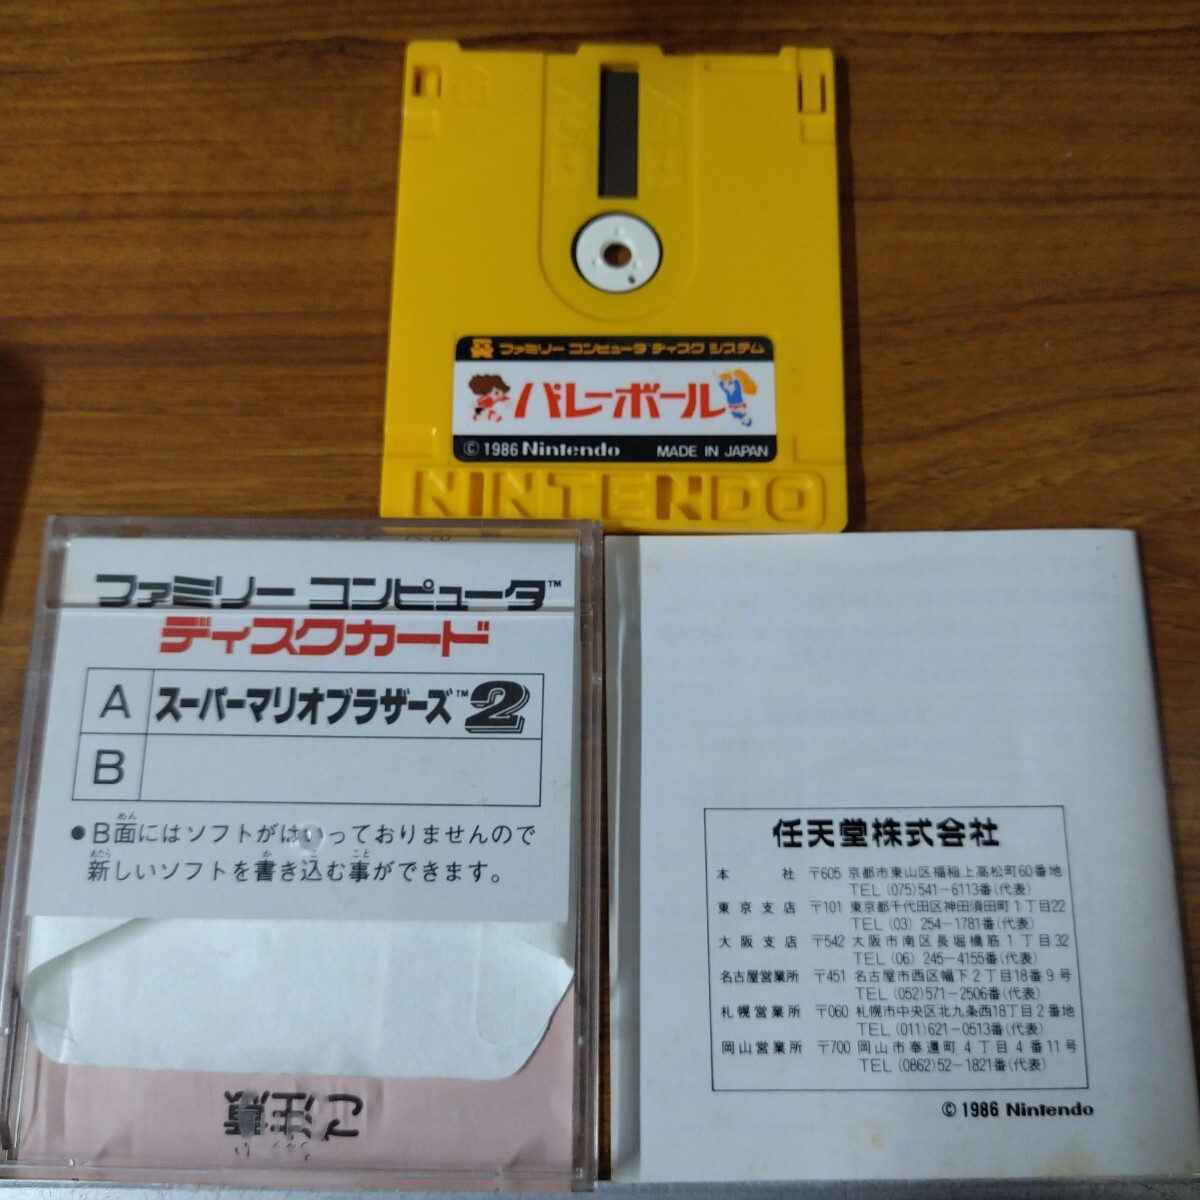 ファミリー コンピュータ ディスク システム
バレーボール
© 1986 Nintendo MADE IN JAPAN
NINTENDO
ファミリー コンピュータ™
ディスクカード
A スーパーマリオブラザーズ™2
B
●B面にはソフトがはいっておりませんので
新しいソフトを書き込む事ができます。
ご注意
任天堂株式会社
本社 〒605 京都市東山区福稲上高松町60番地
TEL (075)541-6113番(代表)
東京支店 〒101 東京都千代田区神田須田町1丁目22
TEL (03) 254-1781番(代表)
大阪支店 〒542 大阪市南区長堀橋筋1丁目32
TEL (06) 245-4155番(代表)
名古屋営業所 〒451 名古屋市西区幅下2丁目18番9号
TEL (052)571-2506番(代表)
札幌営業所 〒060 札幌市中央区北九条西18丁目2番地
TEL (011)621-0513番(代表)
岡山営業所 〒700 岡山市奉還町4丁目4番11号
TEL (0862)52-1821番(代表)
© 1986 Nintendo